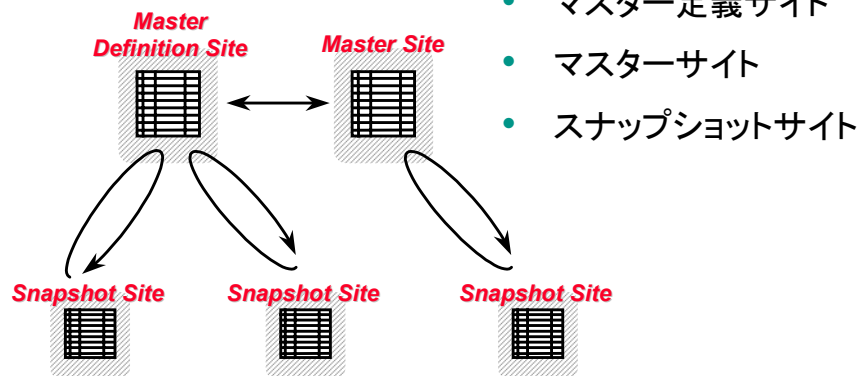 Master
Definition Site
Master Site
• マスター定義サイト
• マスターサイト
• スナップショットサイト
Snapshot Site
Snapshot Site
Snapshot Site